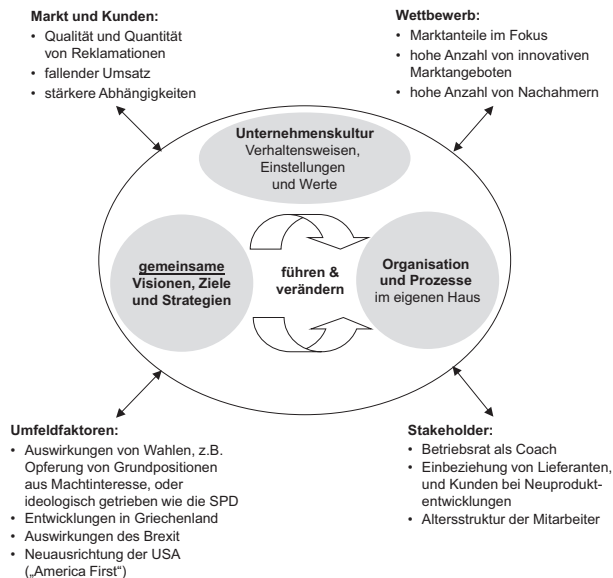 Markt und Kunden:
• Qualität und Quantität
von Reklamationen
• fallender Umsatz
• stärkere Abhängigkeiten
Wettbewerb:
• Marktanteile im Fokus
• hohe Anzahl von innovativen
Marktangeboten
• hohe Anzahl von Nachahmern
Unternehmenskultur
Verhaltensweisen,
Einstellungen
und Werte
gemeinsame
Visionen, Ziele
und Strategien
führen &
verändern
Organisation
und Prozesse
im eigenen Haus
Umfeldfaktoren:
• Auswirkungen von Wahlen, z.B.
Opferung von Grundpositionen
aus Machtinteresse, oder
ideologisch getrieben wie die SPD
• Entwicklungen in Griechenland
• Auswirkungen des Brexit
• Neuausrichtung der USA
(„America First“)
Stakeholder:
• Betriebsrat als Coach
• Einbeziehung von Lieferanten,
und Kunden bei Neuprodukt-
entwicklungen
• Altersstruktur der Mitarbeiter